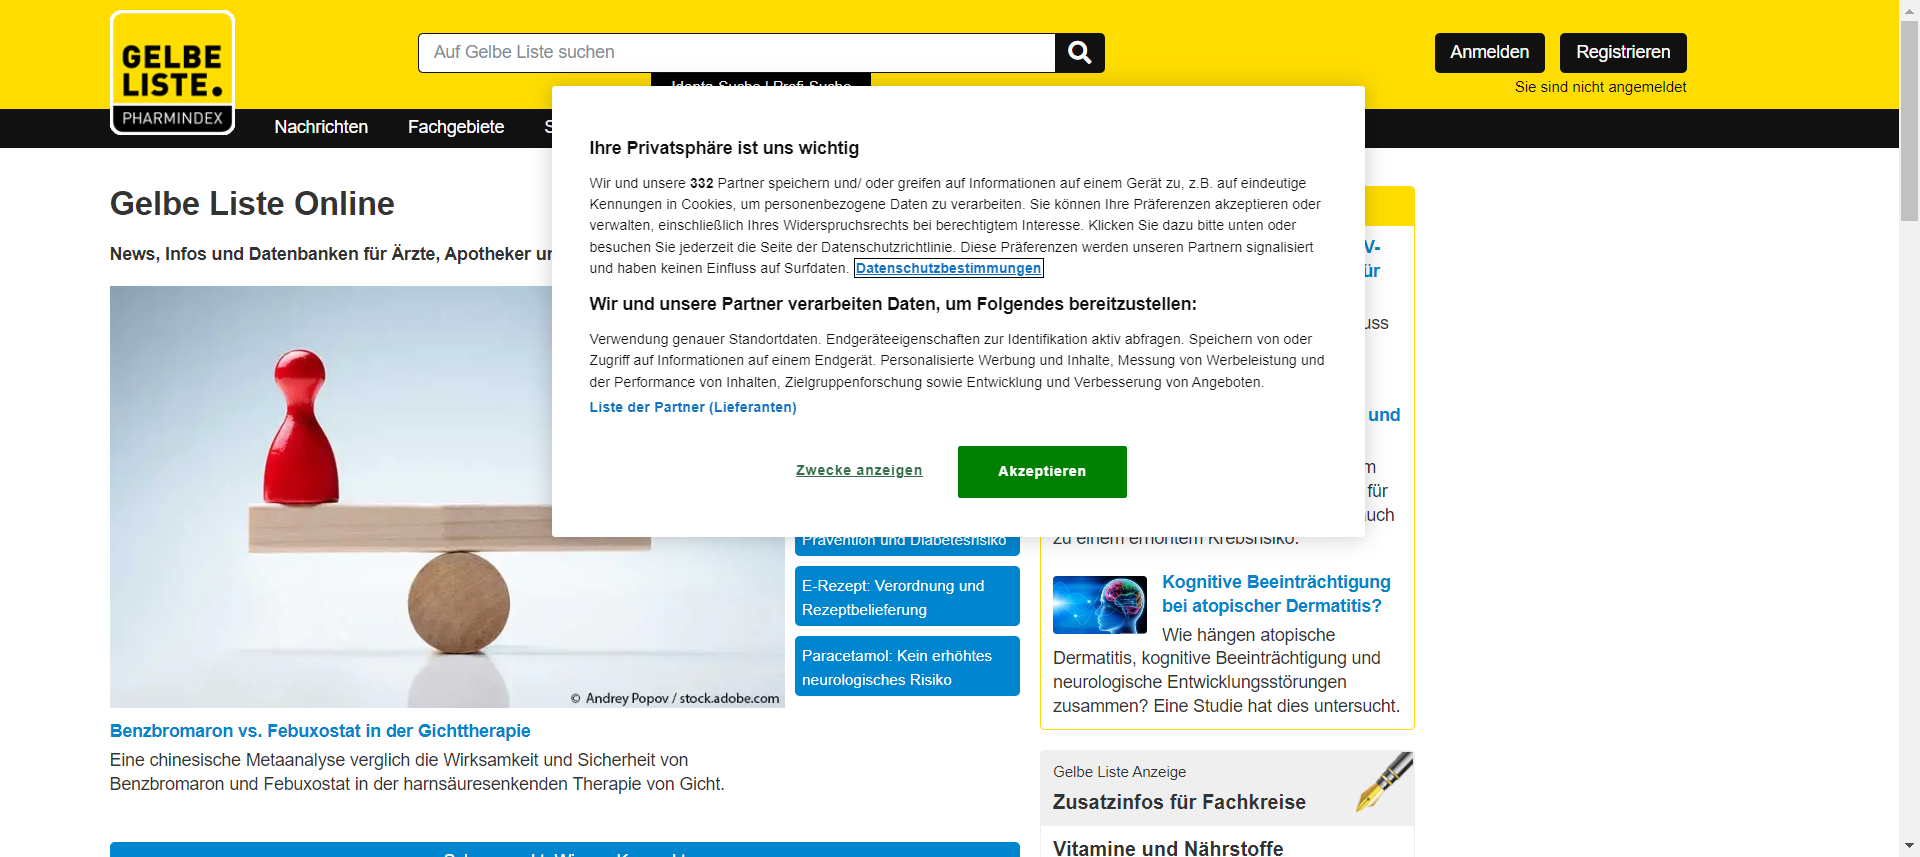 GELBE
LISTE.
PHARMINDEX
Auf Gelbe Liste suchen
Anmelden
Registrieren
Sie sind nicht angemeldet
Nachrichten
Fachgebiete
Ihre Privatsphäre ist uns wichtig
Wir und unsere 332 Partner speichern und/ oder greifen auf Informationen auf einem Gerät zu, z.B. auf eindeutige
Kennungen in Cookies, um personenbezogene Daten zu verarbeiten. Sie können Ihre Präferenzen akzeptieren oder
verwalten, einschließlich Ihres Widerspruchsrechts bei berechtigtem Interesse. Klicken Sie dazu bitte unten oder
besuchen Sie jederzeit die Seite der Datenschutzrichtlinie. Diese Präferenzen werden unseren Partnern signalisiert
und haben keinen Einfluss auf Surfdaten. Datenschutzbestimmungen
Wir und unsere Partner verarbeiten Daten, um Folgendes bereitzustellen:
Verwendung genauer Standortdaten. Endgeräteeigenschaften zur Identifikation aktiv abfragen. Speichern von oder
Zugriff auf Informationen auf einem Endgerät. Personalisierte Werbung und Inhalte, Messung von Werbeleistung und
der Performance von Inhalten, Zielgruppenforschung sowie Entwicklung und Verbesserung von Angeboten.
Liste der Partner (Lieferanten)
Zwecke anzeigen
Akzeptieren
Gelbe Liste Online
News, Infos und Datenbanken für Ärzte, Apotheker
© Andrey Popov / stock.adobe.com
Benzbromaron vs. Febuxostat in der Gichttherapie
Eine chinesische Metaanalyse verglich die Wirksamkeit und Sicherheit von
Benzbromaron und Febuxostat in der harnsäuresenkenden Therapie von Gicht.
Prävention und Diabetesrisiko
E-Rezept: Verordnung und
Rezeptbelieferung
Paracetamol: Kein erhöhtes
neurologisches Risiko
und
für
zu einem erhöhtem Krebsrisiko.
Kognitive Beeinträchtigung
bei atopischer Dermatitis?
Wie hängen atopische
Dermatitis, kognitive Beeinträchtigung und
neurologische Entwicklungsstörungen
zusammen? Eine Studie hat dies untersucht.
Gelbe Liste Anzeige
Zusatzinfos für Fachkreise
Vitamine und Nährstoffe